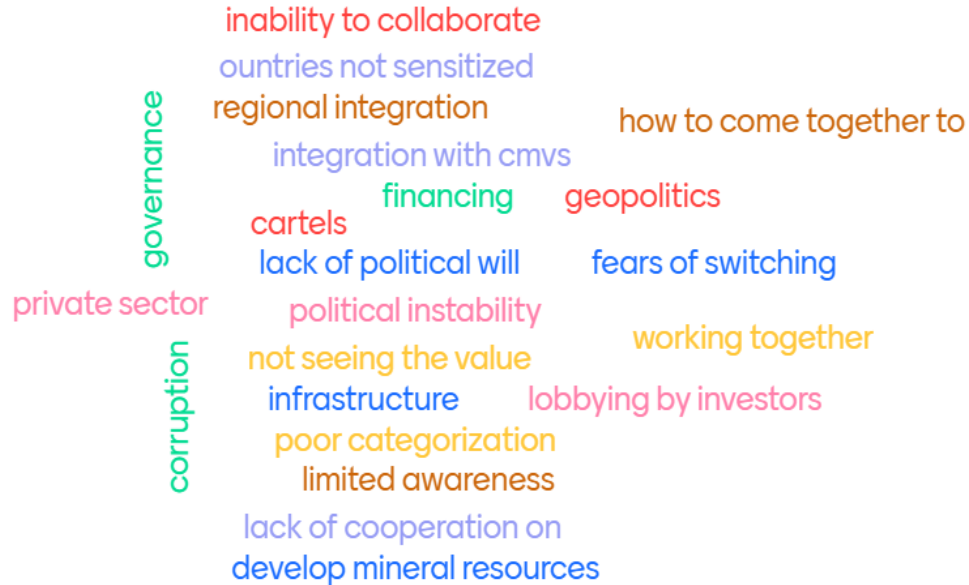 inability to collaborate
ountries not sensitized
regional integration
how to come together to
governance
integration with cmvs
financing
geopolitics
cartels
lack of political will
fears of switching
private sector
political instability
working together
not seeing the value
corruption
infrastructure
lobbying by investors
poor categorization
limited awareness
lack of cooperation on
develop mineral resources